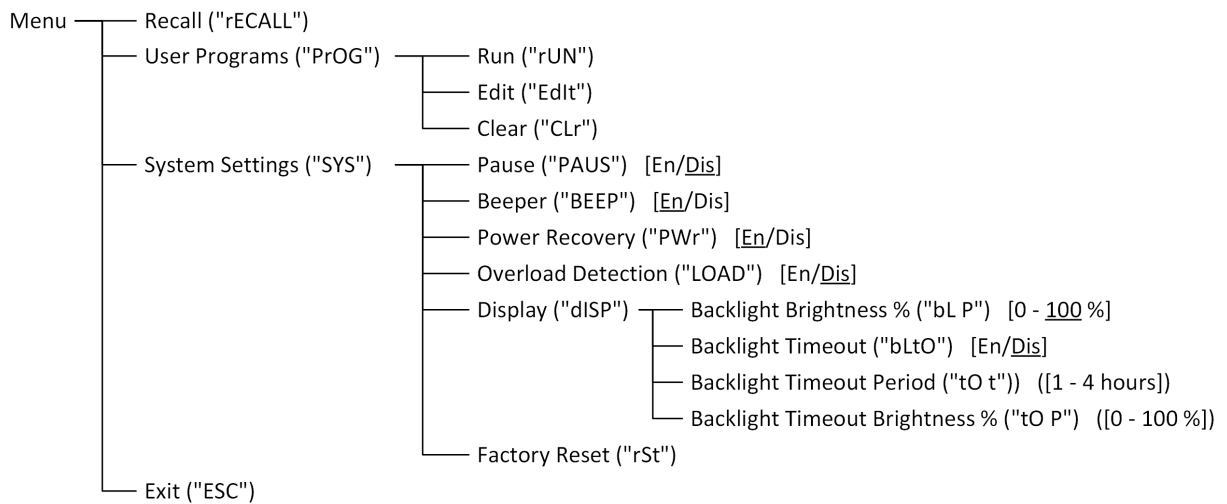 Menu Recall ("rECALL")
User Programs ("PrOG") Run ("rUN")
Edit ("EdIt")
Clear ("CLr")
System Settings ("SYS") Pause ("PAUS") [En/Dis]
Beeper ("BEEP") [En/Dis]
Power Recovery ("PWr") [En/Dis]
Overload Detection ("LOAD") [En/Dis]
Display ("dISP") Backlight Brightness % ("bL P") [0 - 100 %]
Backlight Timeout ("bLtO") [En/Dis]
Backlight Timeout Period ("tO t")) ([1 - 4 hours])
Backlight Timeout Brightness % ("tO P") ([0 - 100 %])
Factory Reset ("rSt")
Exit ("ESC")